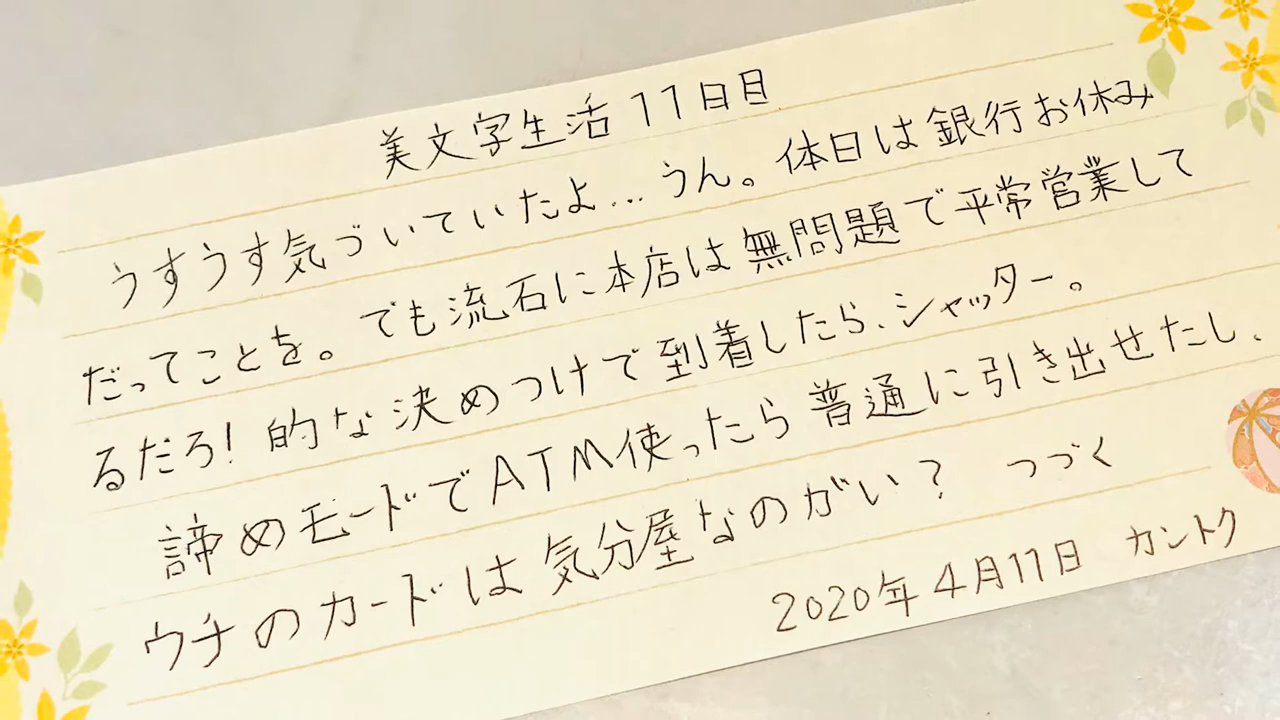 美文字生活11日目
うすうす気づいていたよ…うん。休日は銀行お休み
だってことを。でも流石に本店は無問題で平常営業して
るだろ!的な決めつけで到着したら、シャッター。
諦めモードでATM使ったら普通に引き出せたし、
ウチのカードは気分屋なのがい?つづく
2020年4月11日 カントク